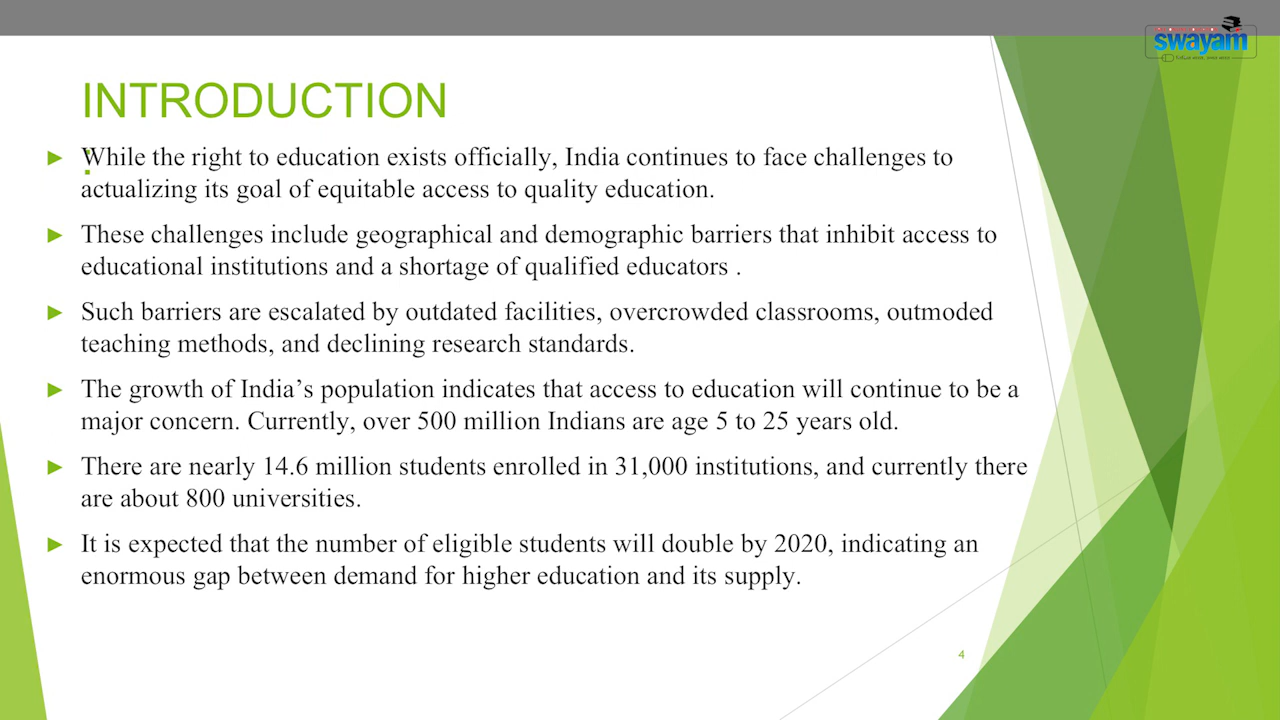 swayam
INTRODUCTION
:
While the right to education exists officially, India continues to face challenges to
actualizing its goal of equitable access to quality education.
These challenges include geographical and demographic barriers that inhibit access to
educational institutions and a shortage of qualified educators .
Such barriers are escalated by outdated facilities, overcrowded classrooms, outmoded
teaching methods, and declining research standards.
The growth of India’s population indicates that access to education will continue to be a
major concern. Currently, over 500 million Indians are age 5 to 25 years old.
There are nearly 14.6 million students enrolled in 31,000 institutions, and currently there
are about 800 universities.
It is expected that the number of eligible students will double by 2020, indicating an
enormous gap between demand for higher education and its supply.
4